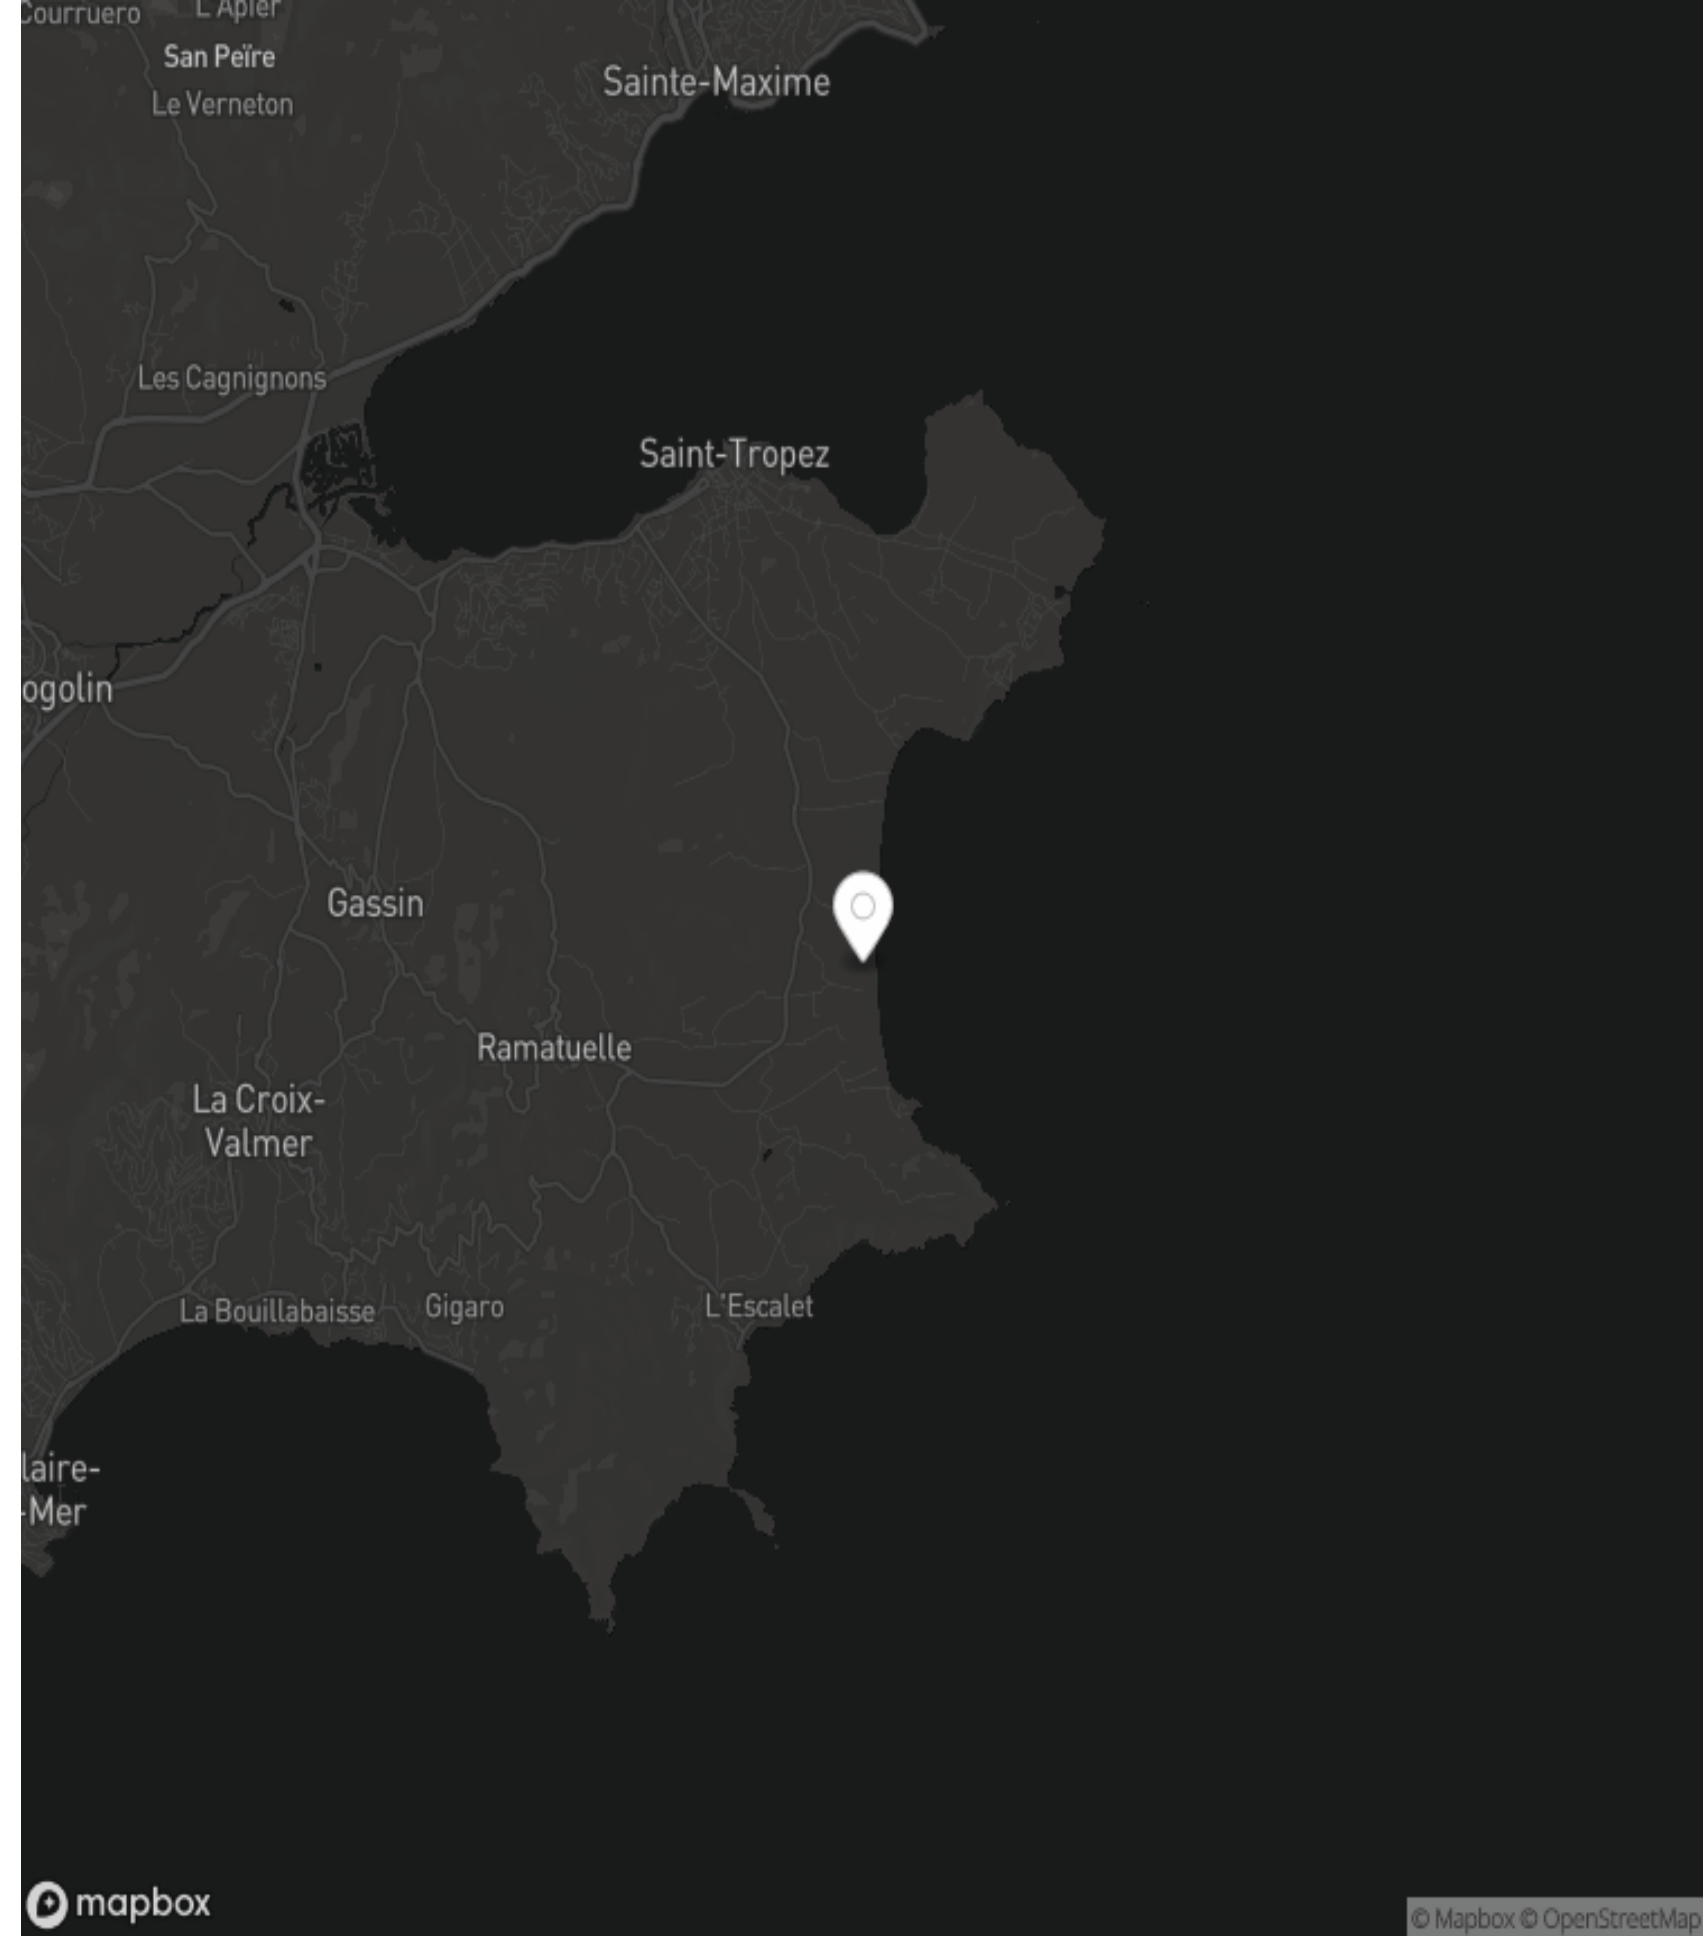 Courruero
L'Apier
San Peïre
Sainte-Maxime
Le Verneton
Les Cagnignons
Saint-Tropez
ogolin
Gassin
Ramatuelle
La Croix-
Valmer
La Bouillabaisse
Gigaro
L'Escalet
laire-
-Mer
mapbox
© Mapbox © OpenStreetMap